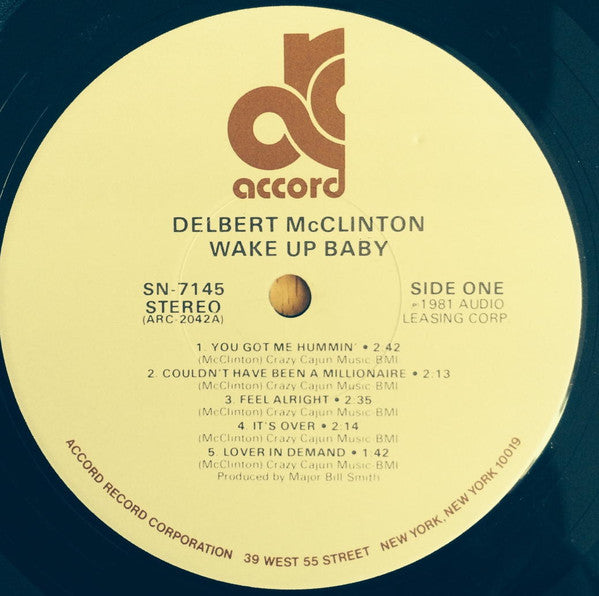 accord
DELBERT McCLINTON
WAKE UP BABY
SN-7145
STEREO
(ARC-2042A)
SIDE ONE
℗1981 AUDIO
LEASING CORP.
1. YOU GOT ME HUMMIN' • 2:42
(McClinton) Crazy Cajun Music-BMI
2. COULDN'T HAVE BEEN A MILLIONAIRE • 2:13
(McClinton) Crazy Cajun Music-BMI
3. FEEL ALRIGHT • 2:35
(McClinton) Crazy Cajun Music-BMI
4. IT'S OVER • 2:14
(McClinton) Crazy Cajun Music-BMI
5. LOVER IN DEMAND • 1:42
(McClinton) Crazy Cajun Music-BMI
Produced by Major Bill Smith
ACCORD RECORD CORPORATION 39 WEST 55 STREET NEW YORK, NEW YORK 10019